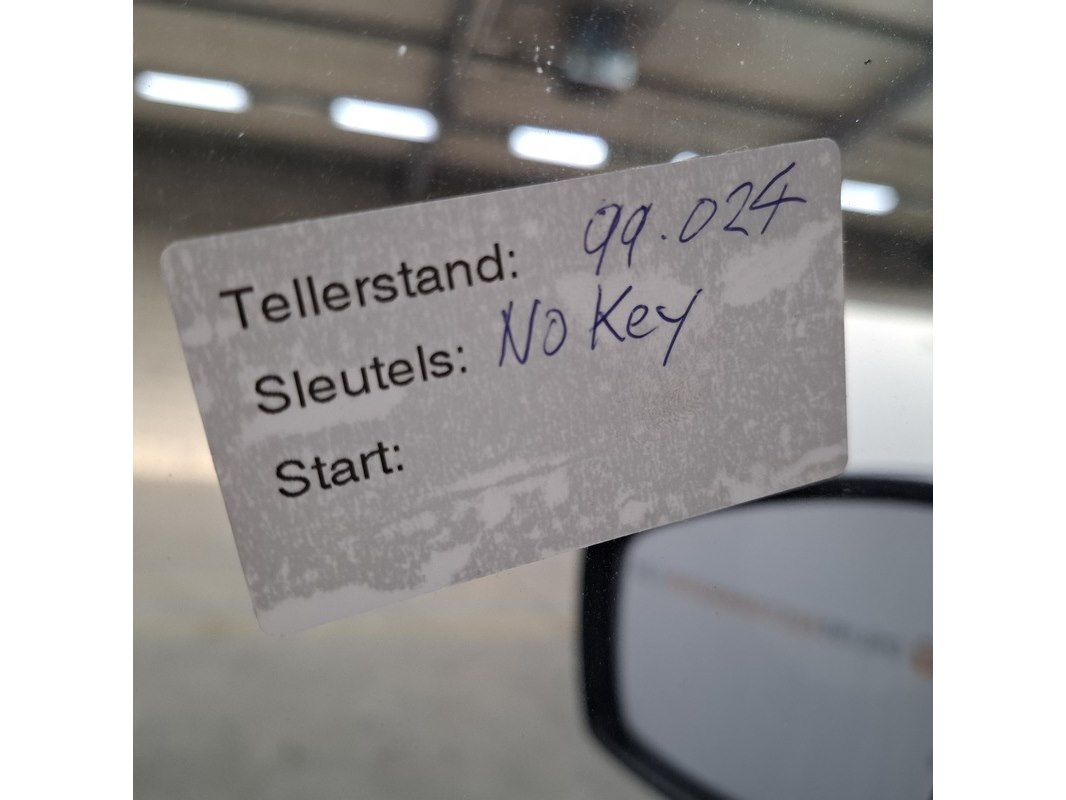 Tellerstand: 99.024
Sleutels: No Key
Start: